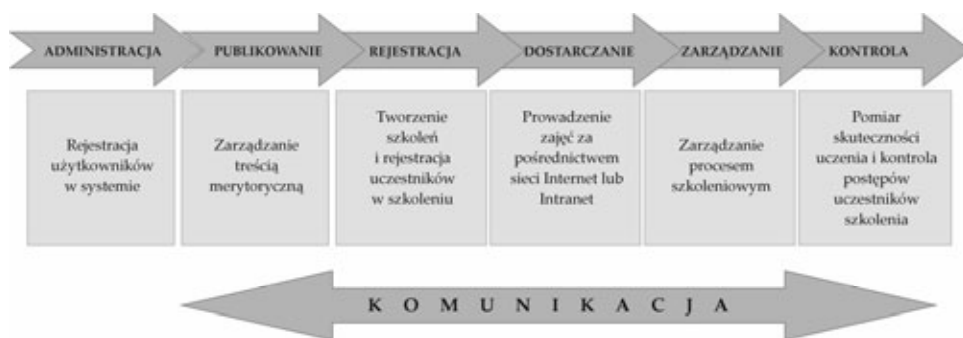 ADMINISTRACJA
PUBLIKOWANIE
REJESTRACJA
DOSTARCZANIE
ZARZĄDZANIE
KONTROLA
Rejestracja
użytkowników
w systemie
Zarządzanie
treścią
merytoryczną
Tworzenie
szkoleń
i rejestracja
uczestników
w szkoleniu
Prowadzenie
zajęć za
pośrednictwem
sieci Internet lub
Intranet
Zarządzanie
procesem
szkoleniowym
Pomiar
skuteczności
uczenia i kontrola
postępów
uczestników
szkolenia
K O M U N I K A C J A